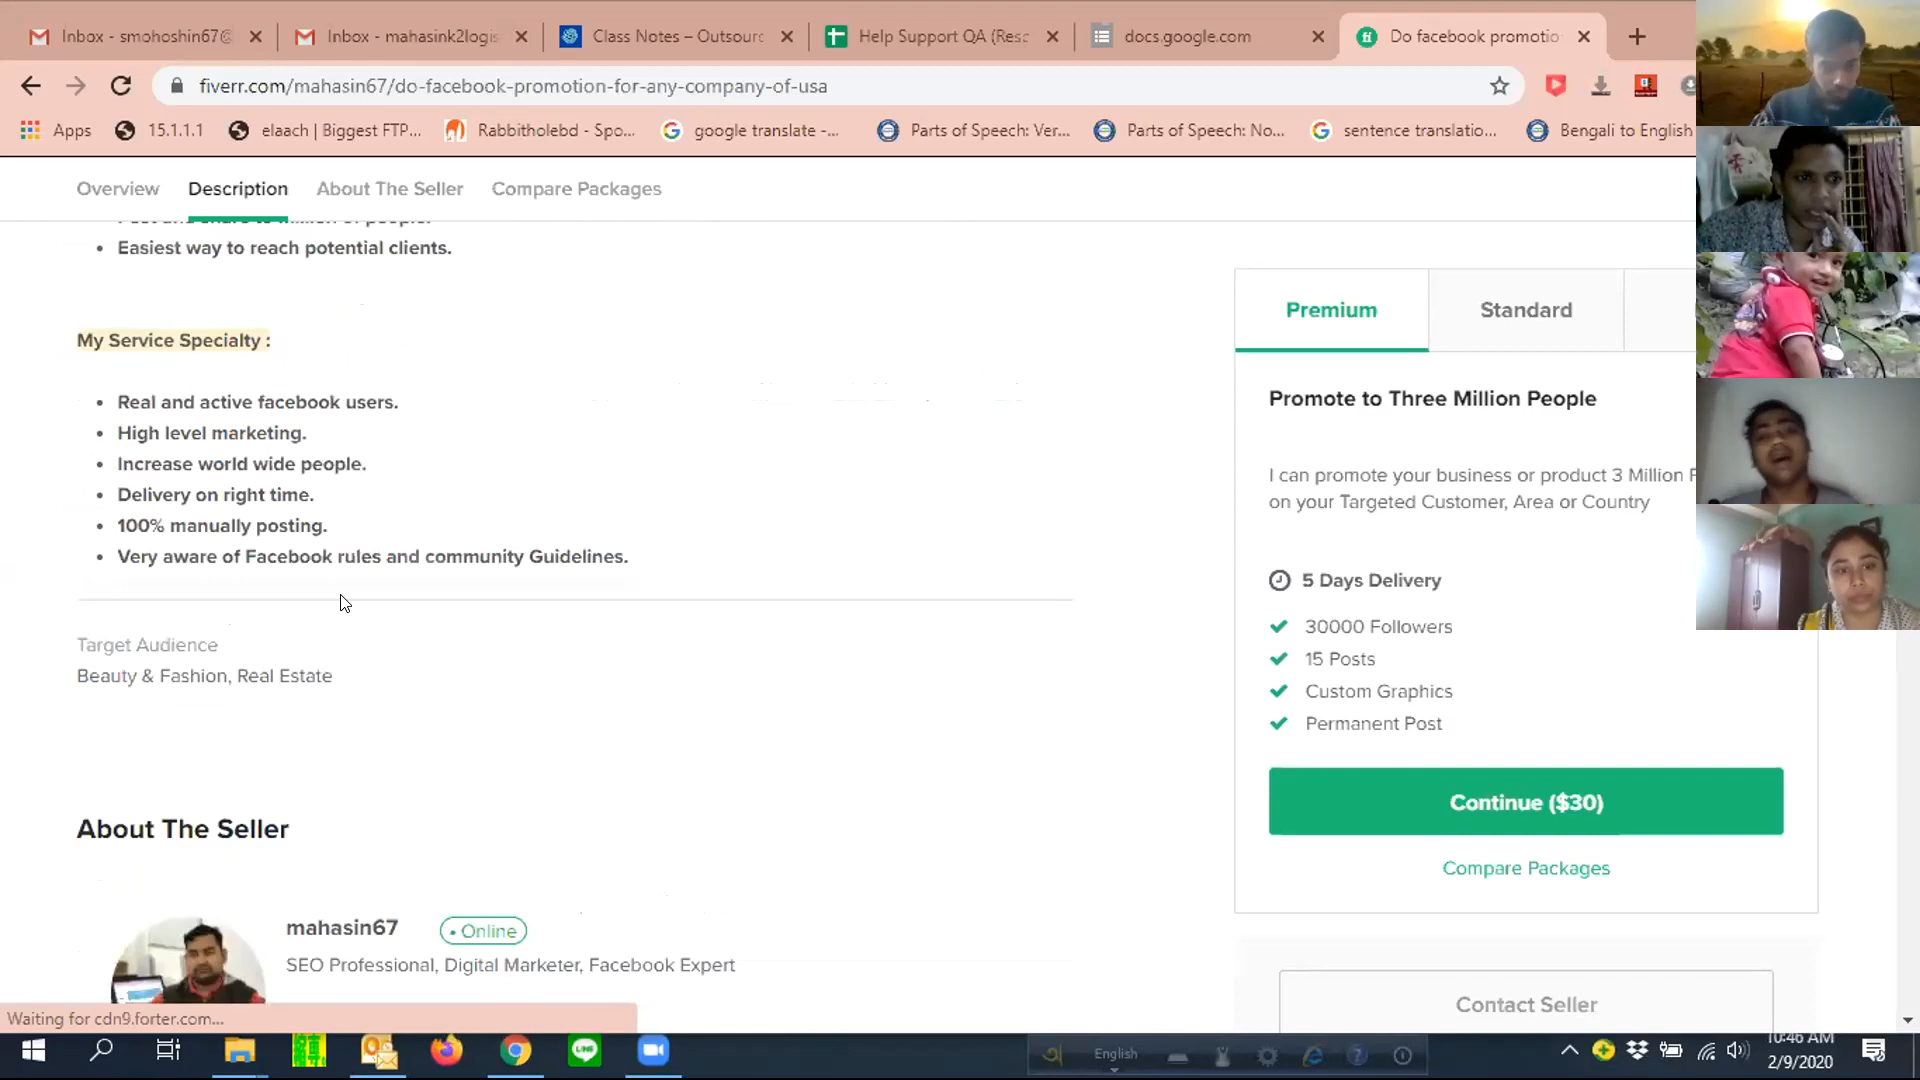 Inbox - smohoshin67@
Inbox - mahasink2logis
Class Notes – Outsourc
Help Support QA (Resc
docs.google.com
Do facebook promotio
fiverr.com/mahasin67/do-facebook-promotion-for-any-company-of-usa
Apps
15.1.1.1
elaach | Biggest FTP...
Rabbitholebd - Spo...
google translate -...
Parts of Speech: Ver...
Parts of Speech: No...
sentence translatio...
Bengali to English
Overview
Description
About The Seller
Compare Packages
Easiest way to reach potential clients.
My Service Specialty :
Real and active facebook users.
High level marketing.
Increase world wide people.
Delivery on right time.
100% manually posting.
Very aware of Facebook rules and community Guidelines.
Target Audience
Beauty & Fashion, Real Estate
About The Seller
mahasin67
• Online
SEO Professional, Digital Marketer, Facebook Expert
Premium
Standard
Promote to Three Million People
I can promote your business or product 3 Million
on your Targeted Customer, Area or Country
5 Days Delivery
30000 Followers
15 Posts
Custom Graphics
Permanent Post
Continue ($30)
Compare Packages
Contact Seller
Waiting for cdn9.forter.com...
English
10:46 AM
2/9/2020